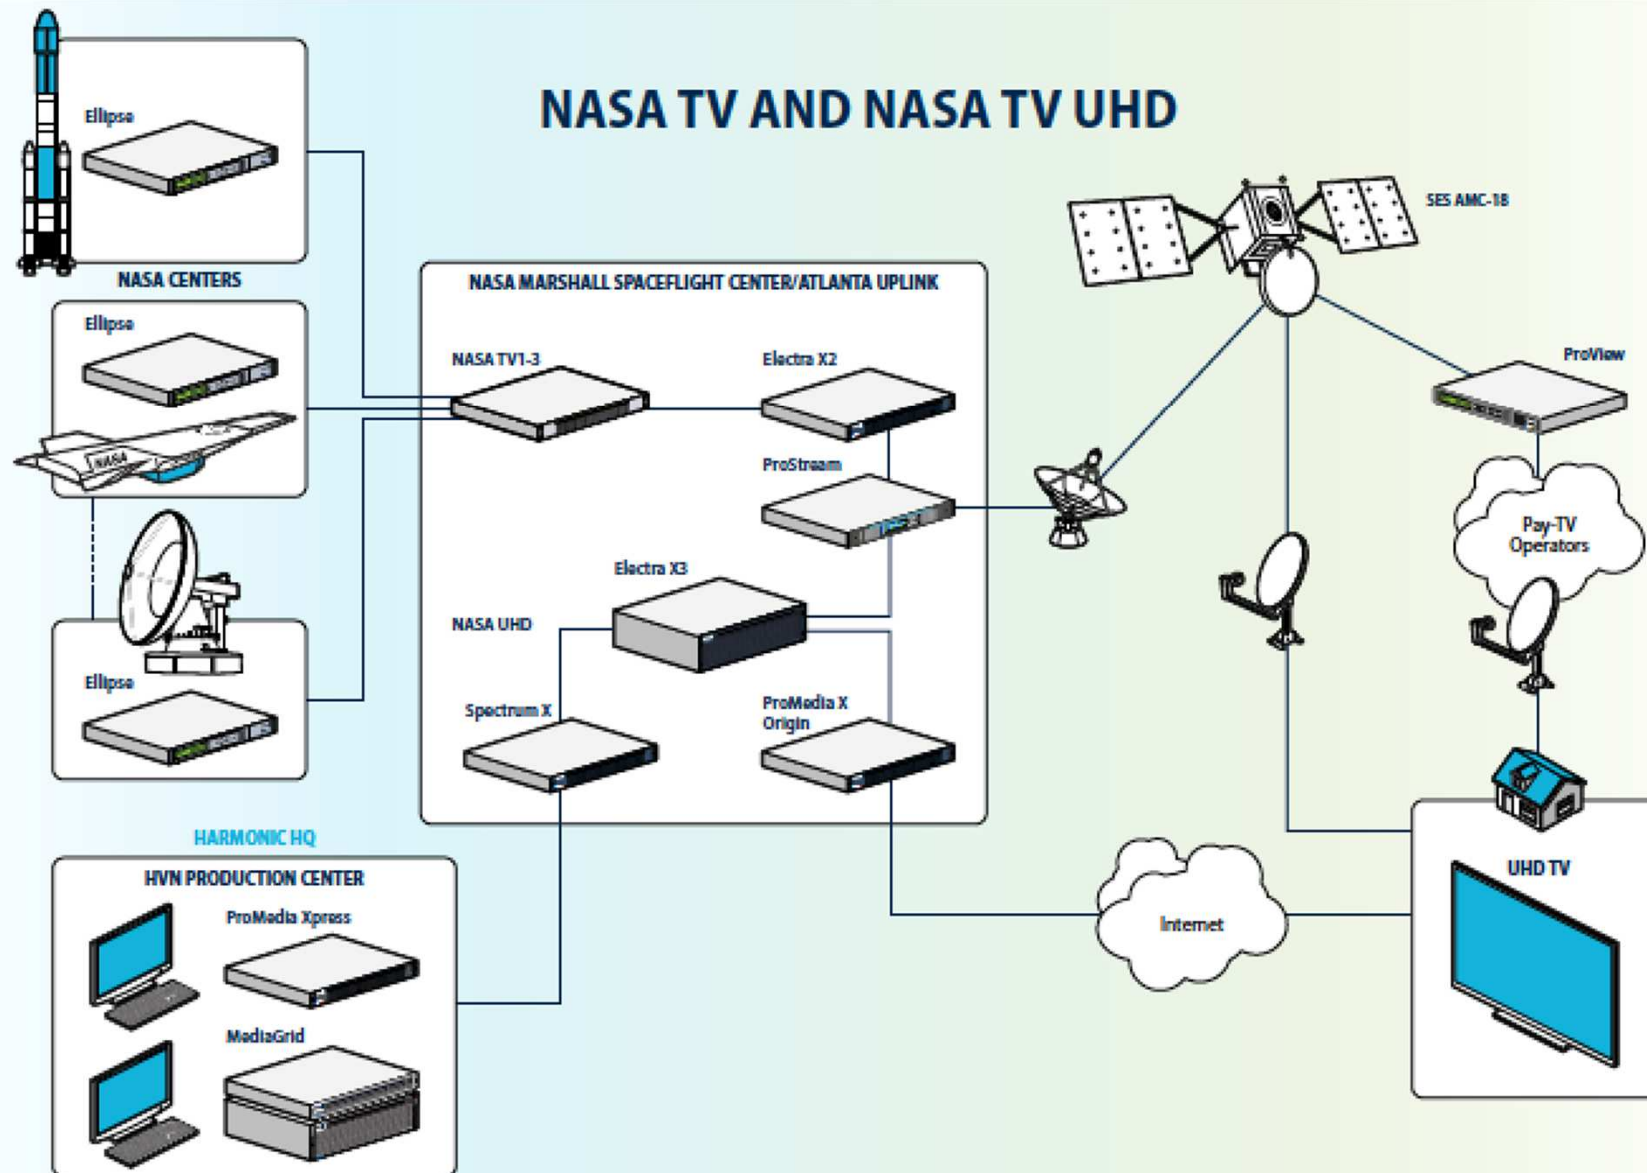 NASA TV AND NASA TV UHD
Ellipse
NASA CENTERS
Ellipse
NASA
Ellipse
HARMONIC HQ
HVN PRODUCTION CENTER
ProMedia Xpress
MediaGrid
NASA MARSHALL SPACEFLIGHT CENTER/ATLANTA UPLINK
NASA TV1-3
Electra X2
ProStream
Electra X3
NASA UHD
Spectrum X
ProMedia X
Origin
SES AMC-18
ProView
Pay-TV
Operators
Internet
UHD TV